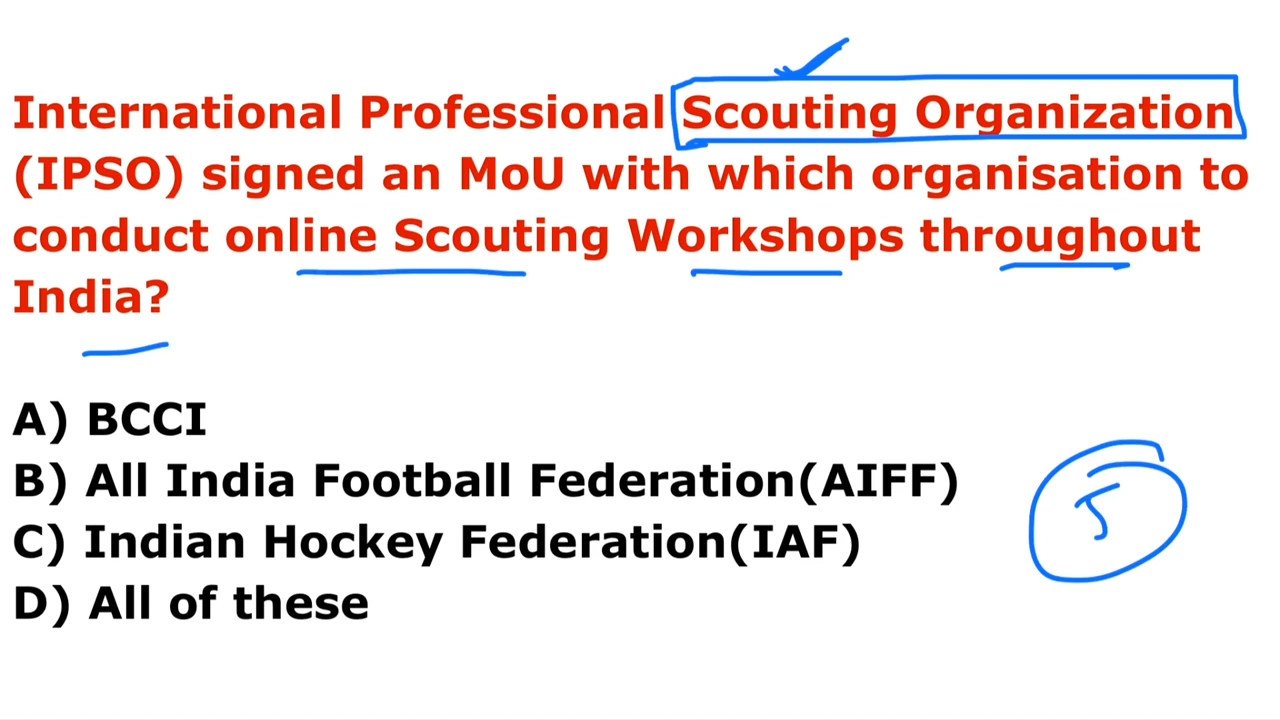 International Professional Scouting Organization
(IPSO) signed an MoU with which organisation to
conduct online Scouting Workshops throughout
India?
A) BCCI
B) All India Football Federation(AIFF)
C) Indian Hockey Federation(IAF)
D) All of these